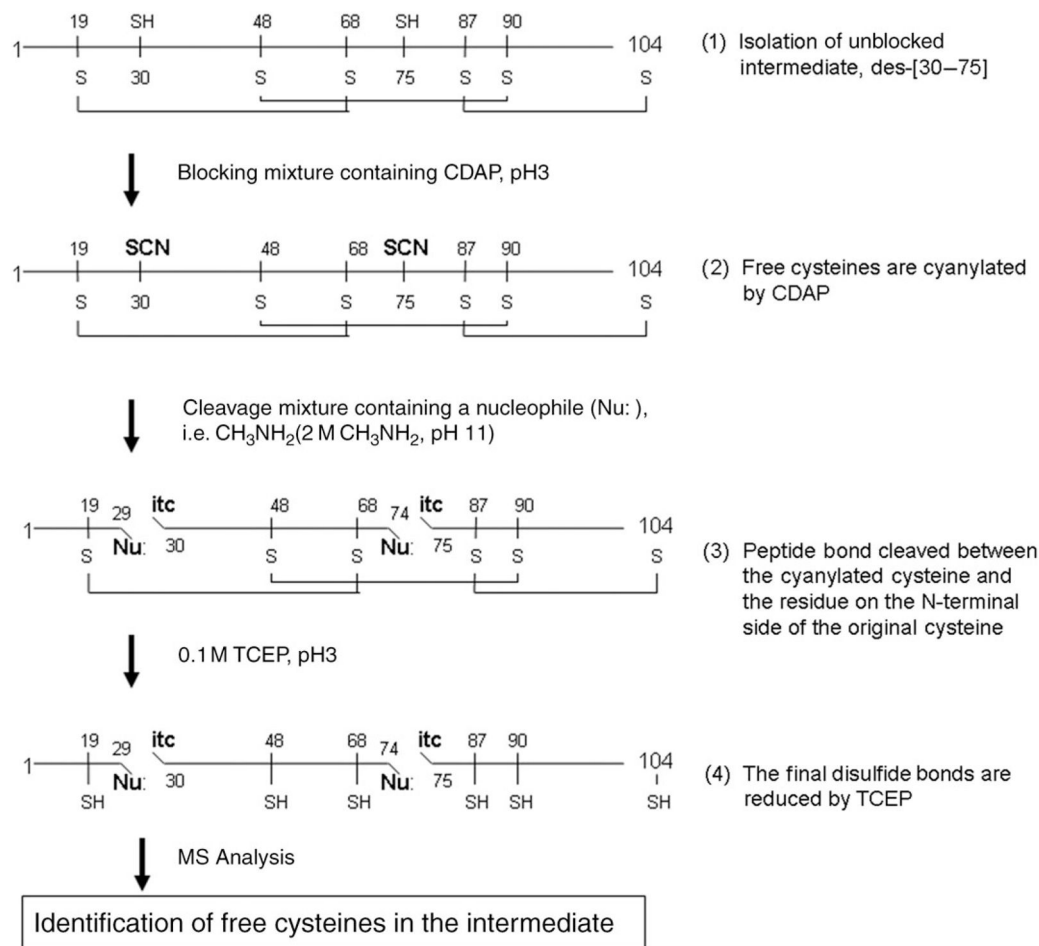 19 SH 48 68 SH 87 90
1 104
S 30 S S 75 S S S
(1) Isolation of unblocked
intermediate, des-[30–75]
Blocking mixture containing CDAP, pH3
19 SCN 48 68 SCN 87 90
1 104
S 30 S S 75 S S S
(2) Free cysteines are cyanylated
by CDAP
Cleavage mixture containing a nucleophile (Nu: ),
i.e. CH₃NH₂(2 M CH₃NH₂, pH 11)
19 29 itc 48 68 74 itc 87 90
1 104
S Nu: 30 S S Nu: 75 S S S
(3) Peptide bond cleaved between
the cyanylated cysteine and
the residue on the N-terminal
side of the original cysteine
0.1 M TCEP, pH3
19 29 itc 48 68 74 itc 87 90
1 104
SH Nu: 30 SH SH Nu: 75 SH SH SH
(4) The final disulfide bonds are
reduced by TCEP
MS Analysis
Identification of free cysteines in the intermediate